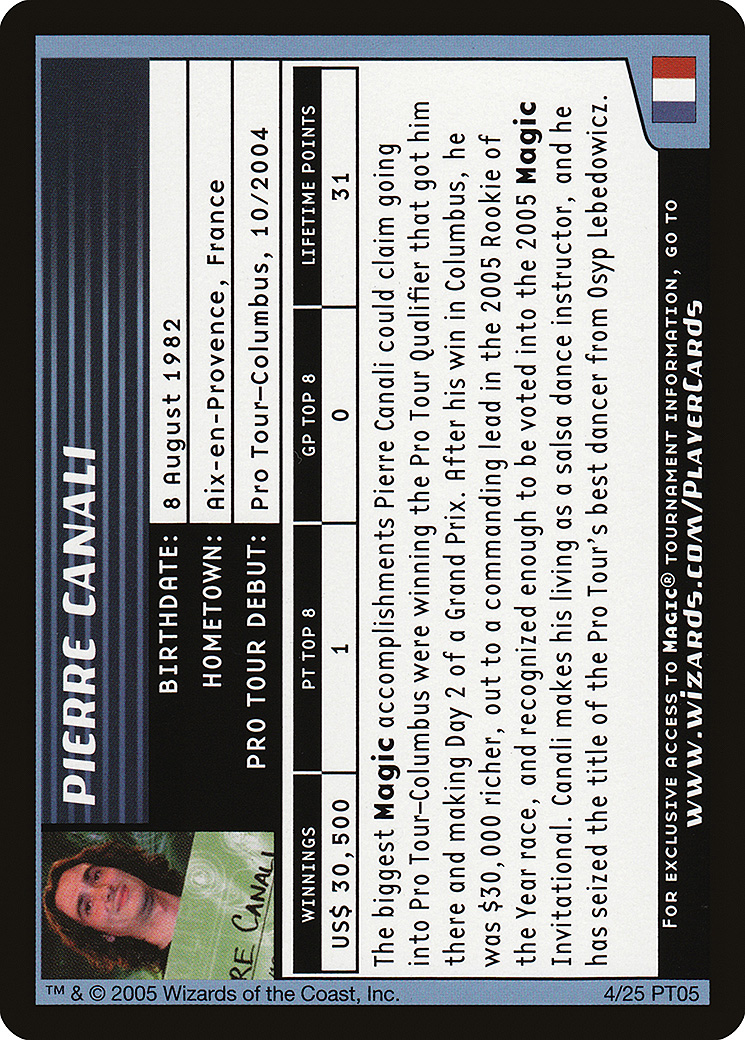 PIERRE CANALI
BIRTHDATE: 8 August 1982
HOMETOWN: Aix-en-Provence, France
PRO TOUR DEBUT: Pro Tour–Columbus, 10/2004
WINNINGS PT TOP 8 GP TOP 8 LIFETIME POINTS
US$ 30,500 1 0 31
The biggest Magic accomplishments Pierre Canali could claim going
into Pro Tour–Columbus were winning the Pro Tour Qualifier that got him
there and making Day 2 of a Grand Prix. After his win in Columbus, he
was $30,000 richer, out to a commanding lead in the 2005 Rookie of
the Year race, and recognized enough to be voted into the 2005 Magic
Invitational. Canali makes his living as a salsa dance instructor, and he
has seized the title of the Pro Tour's best dancer from Osyp Lebedowicz.
FOR EXCLUSIVE ACCESS TO MAGIC® TOURNAMENT INFORMATION, GO TO
www.wizards.com/PlayerCards
RE CANALI
™ & © 2005 Wizards of the Coast, Inc.
4/25 PT05